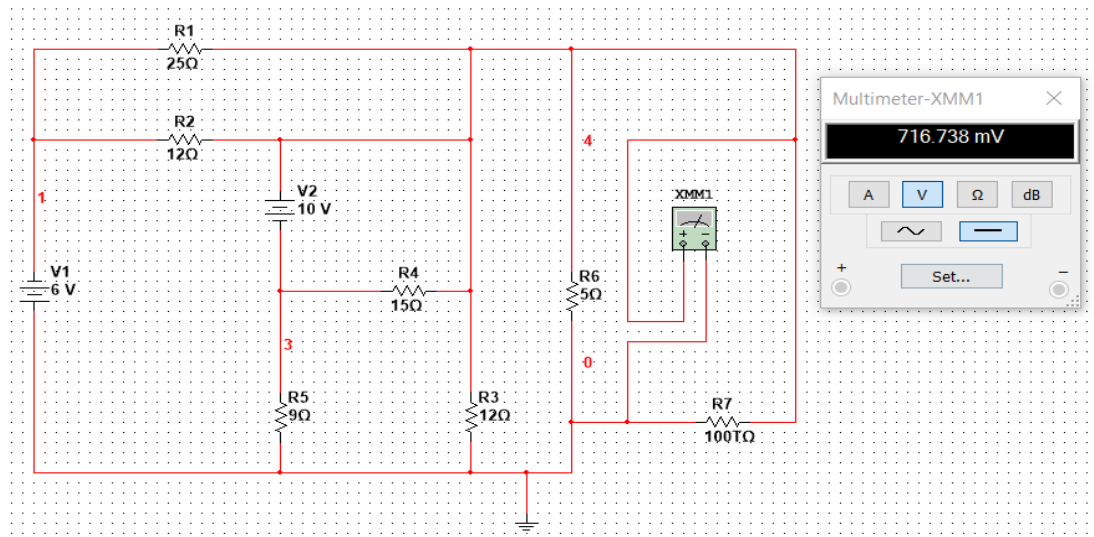 R1
25Ω
R2
12Ω
4
1
V2
10 V
XMM1
+ −
V1
6 V
R4
15Ω
R6
5Ω
3
0
R5
9Ω
R3
12Ω
R7
100TΩ
Multimeter-XMM1
716.738 mV
A V Ω dB
+ Set... −